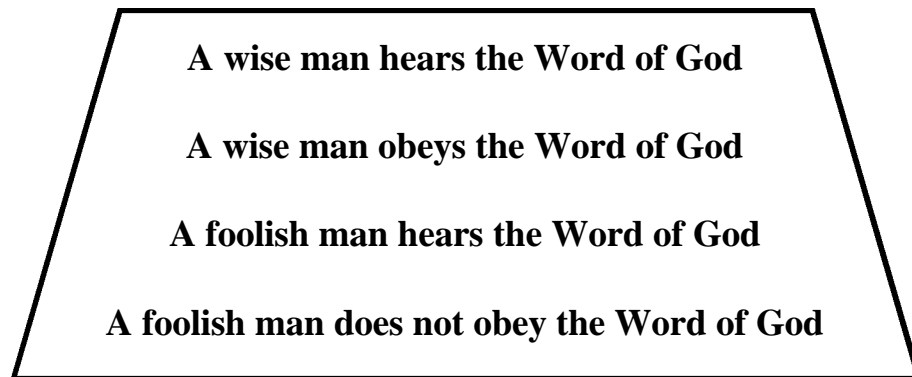 A wise man hears the Word of God
A wise man obeys the Word of God
A foolish man hears the Word of God
A foolish man does not obey the Word of God